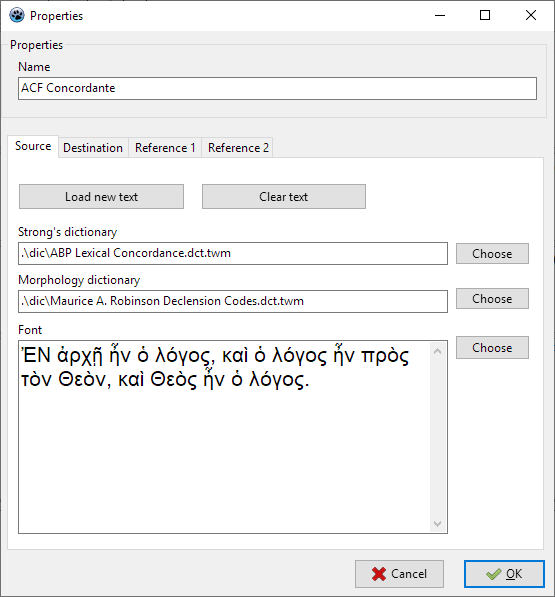 Properties
Properties
Name
ACF Concordante
Source Destination Reference 1 Reference 2
Load new text Clear text
Strong's dictionary
.\dic\ABP Lexical Concordance.dct.twm Choose
Morphology dictionary
.\dic\Maurice A. Robinson Declension Codes.dct.twm Choose
Font
Choose
ἘΝ ἀρχῇ ἦν ὁ λόγος, καὶ ὁ λόγος ἦν πρὸς
τὸν Θεὸν, καὶ Θεὸς ἦν ὁ λόγος.
Cancel OK